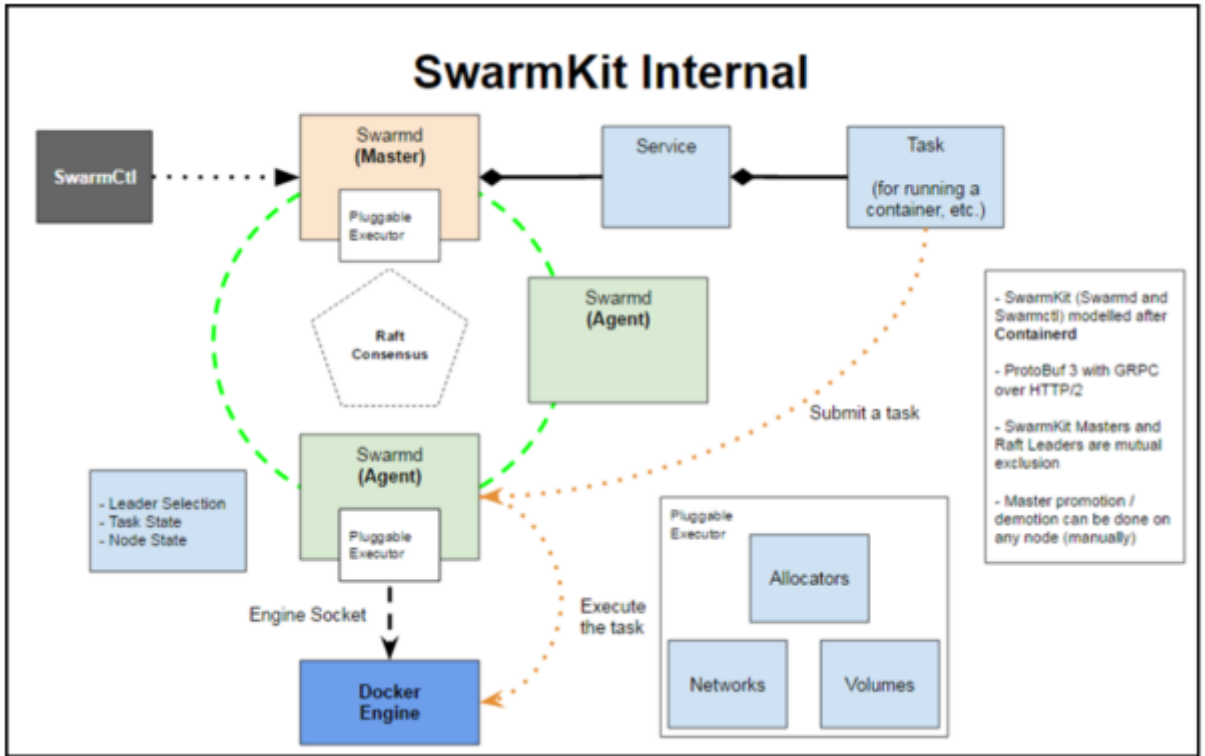 SwarmKit Internal
SwarmCtl
Swarmd
(Master)
Pluggable
Executor
Service
Task
(for running a
container, etc.)
Raft
Consensus
Swarmd
(Agent)
- SwarmKit (Swarmd and
Swarmctl) modelled after
Containerd
- ProtoBuf 3 with GRPC
over HTTP/2
- SwarmKit Masters and
Raft Leaders are mutual
exclusion
- Master promotion /
demotion can be done on
any node (manually)
Submit a task
Swarmd
(Agent)
Pluggable
Executor
- Leader Selection
- Task State
- Node State
Engine Socket
Execute
the task
Docker
Engine
Pluggable
Executor
Allocators
Networks
Volumes